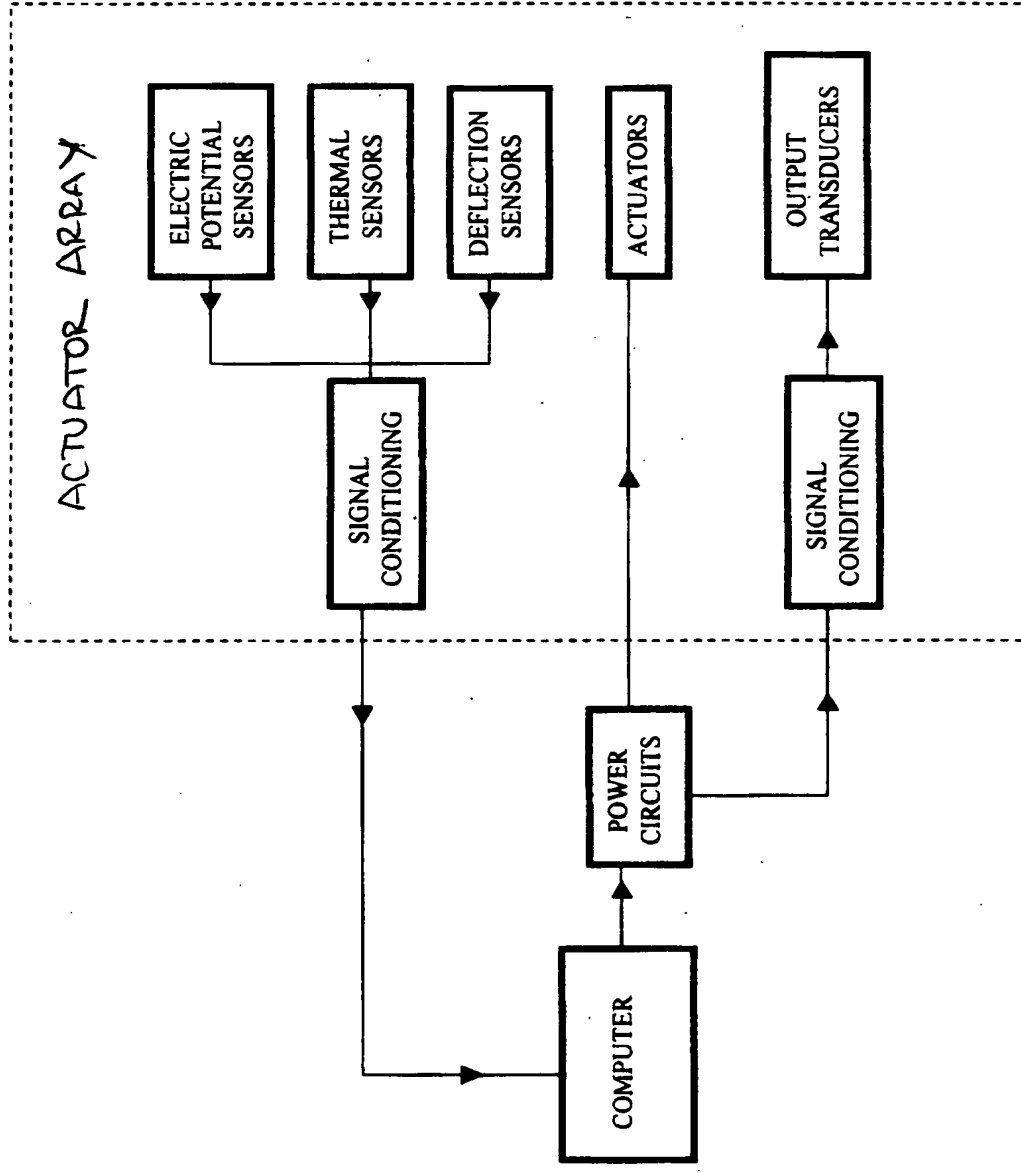 ACTUATOR ARRAY
ELECTRIC
POTENTIAL
SENSORS
THERMAL
SENSORS
DEFLECTION
SENSORS
ACTUATORS
OUTPUT
TRANSDUCERS
SIGNAL
CONDITIONING
SIGNAL
CONDITIONING
POWER
CIRCUITS
COMPUTER